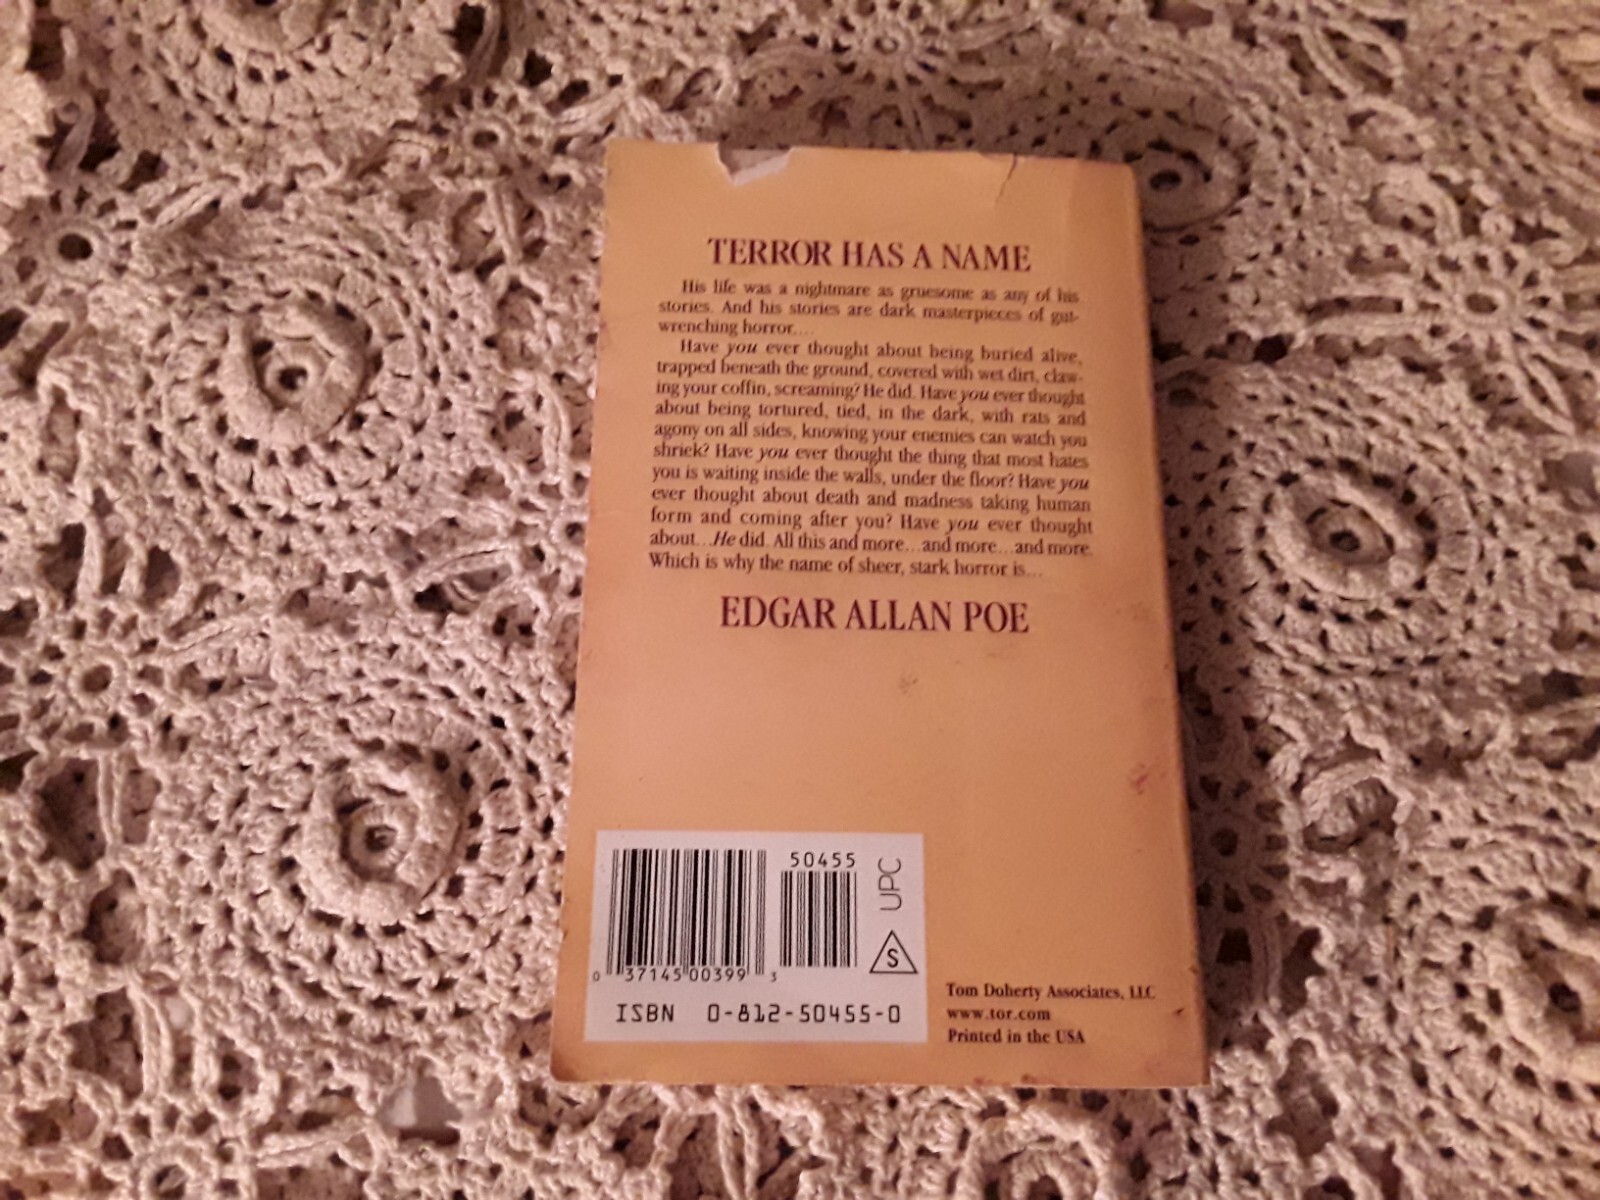 TERROR HAS A NAME
His life was a nightmare as gruesome as any of his
stories. And his stories are dark masterpieces of gut-
wrenching horror....
Have you ever thought about being buried alive,
trapped beneath the ground, covered with wet dirt, claw-
ing your coffin, screaming? He did. Have you ever thought
about being tortured, tied, in the dark, with rats and
agony on all sides, knowing your enemies can watch you
shriek? Have you ever thought the thing that most hates
you is waiting inside the walls, under the floor? Have you
ever thought about death and madness taking human
form and coming after you? Have you ever thought
about...He did. All this and more...and more...and more.
Which is why the name of sheer, stark horror is...
EDGAR ALLAN POE
50455
UPC
S
0 37145 00399 3
ISBN 0-812-50455-0
Tom Doherty Associates, LLC
www.tor.com
Printed in the USA